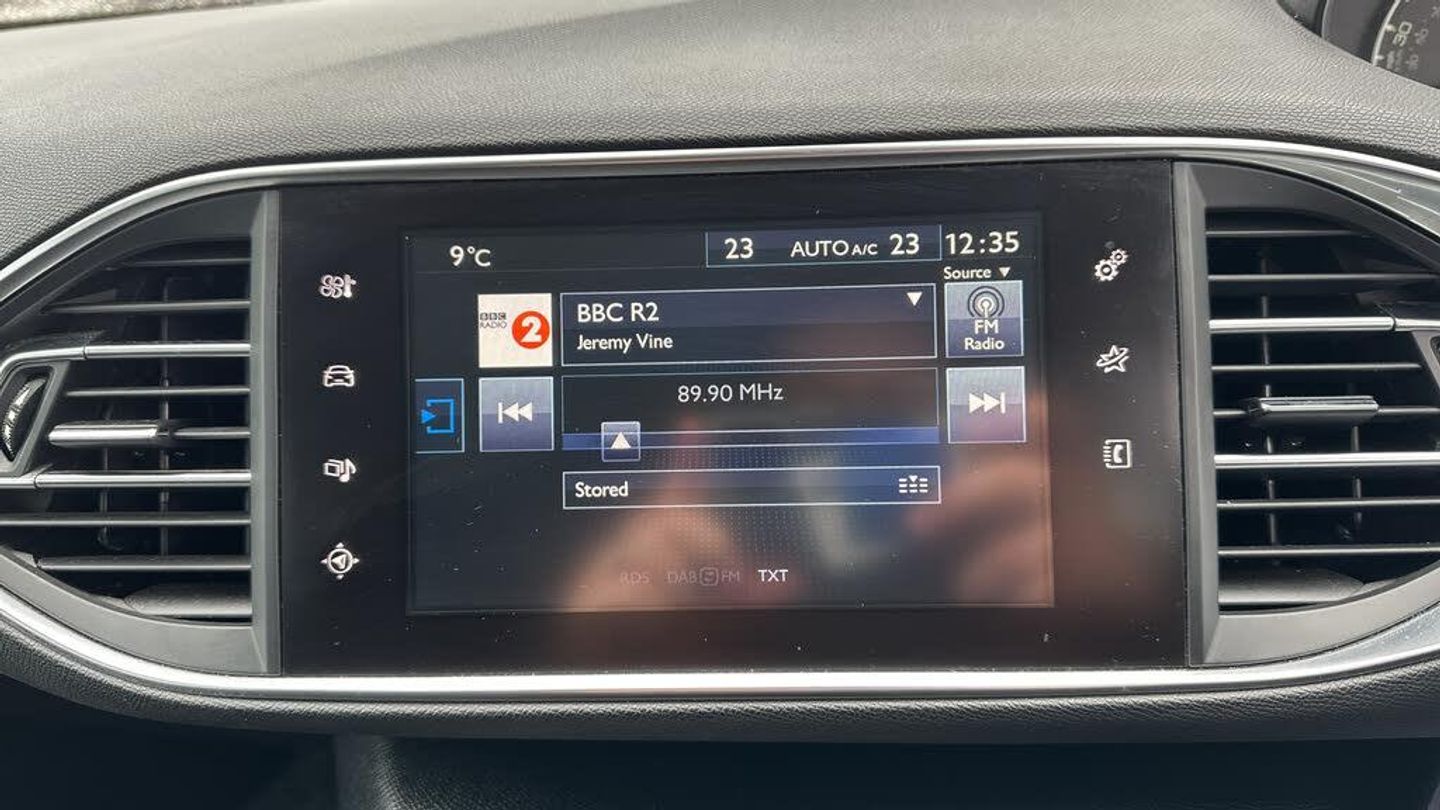 30
9°C
23 AUTO A/C 23
12:35
Source
BBC
RADIO
2
BBC R2
Jeremy Vine
FM
Radio
89.90 MHz
Stored
RDS DAB FM TXT